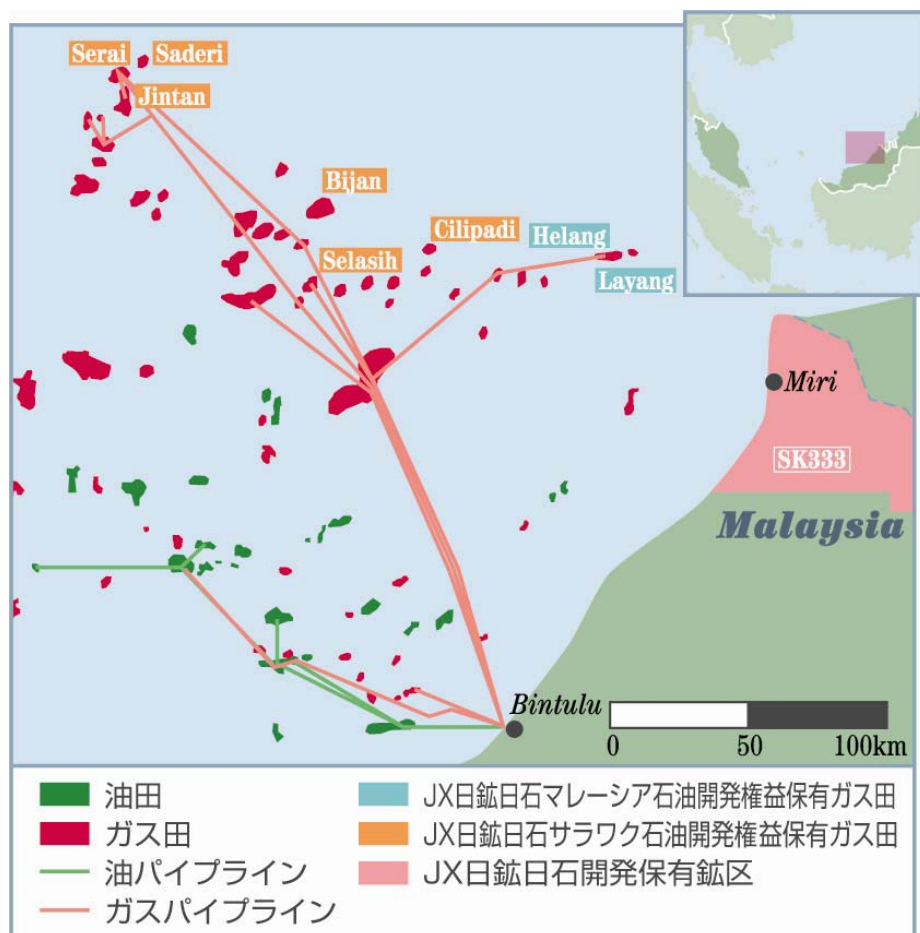 Serai Saderi
Jintan
Bijan
Cilipadi Helang
Selasih
Layang
Miri
SK333
Malaysia
Bintulu
0 50 100km
油田
ガス田
油パイプライン
ガスパイプライン
JX日鉱日石マレーシア石油開発権益保有ガス田
JX日鉱日石サラワク石油開発権益保有ガス田
JX日鉱日石開発保有鉱区